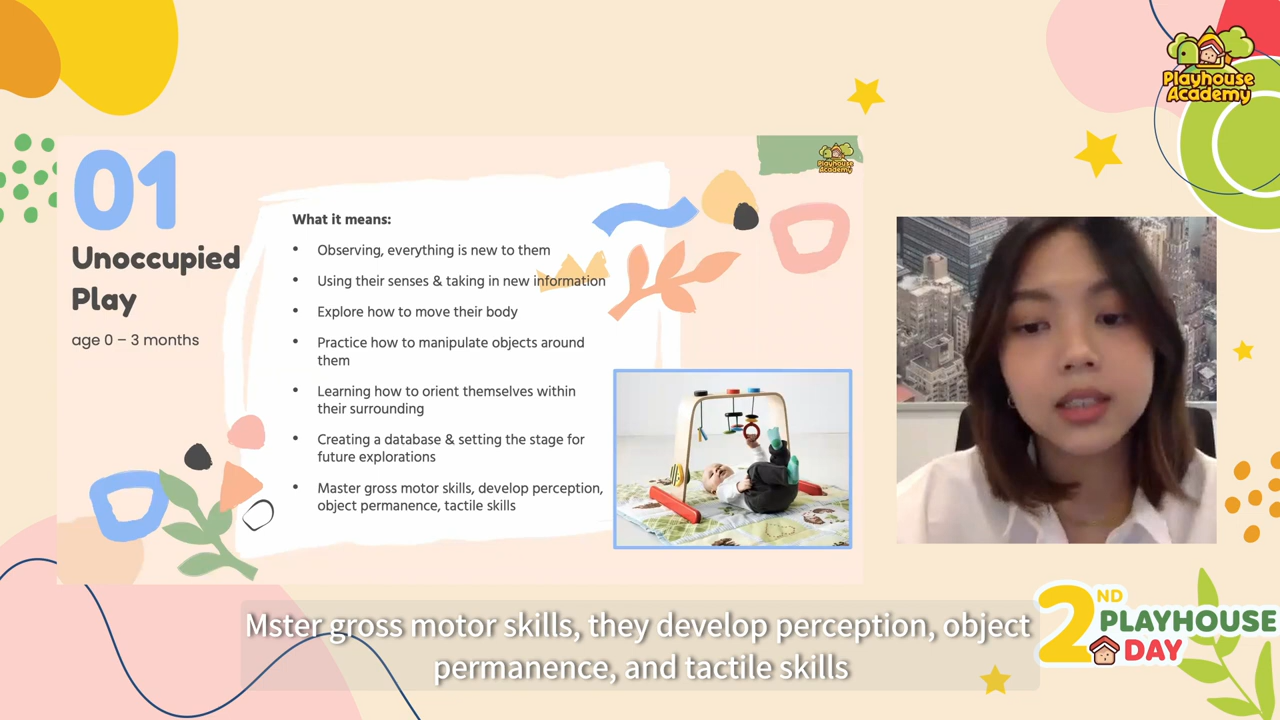 Playhouse
Academy
Playhouse
Academy
01
Unoccupied
Play
age 0 – 3 months
What it means:
• Observing, everything is new to them
• Using their senses & taking in new information
• Explore how to move their body
• Practice how to manipulate objects around
them
• Learning how to orient themselves within
their surrounding
• Creating a database & setting the stage for
future explorations
• Master gross motor skills, develop perception,
object permanence, tactile skills
Mster gross motor skills, they develop perception, object
permanence, and tactile skills
2ND
PLAYHOUSE
DAY